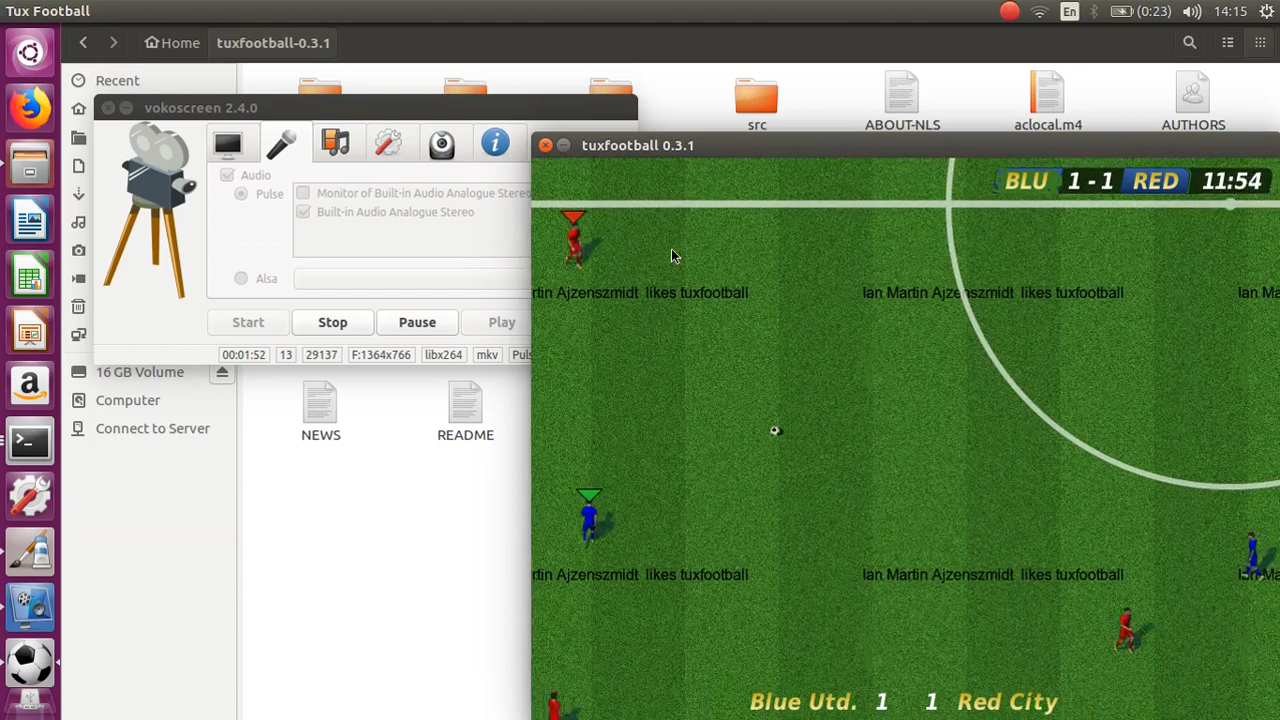 Tux Football
En
(0:23)
14:15
Home
tuxfootball-0.3.1
Recent
src
ABOUT-NLS
aclocal.m4
AUTHORS
vokoscreen 2.4.0
Audio
Pulse
Monitor of Built-in Audio Analogue Stereo
Built-in Audio Analogue Stereo
Alsa
Start
Stop
Pause
Play
00:01:52
13
29137
F:1364x766
libx264
mkv
Puls
16 GB Volume
Computer
Connect to Server
NEWS
README
tuxfootball 0.3.1
BLU 1 - 1 RED 11:54
rtin Ajzenszmidt likes tuxfootball
Ian Martin Ajzenszmidt likes tuxfootball
Ian Ma
rtin Ajzenszmidt likes tuxfootball
Ian Martin Ajzenszmidt likes tuxfootball
Blue Utd. 1 1 Red City